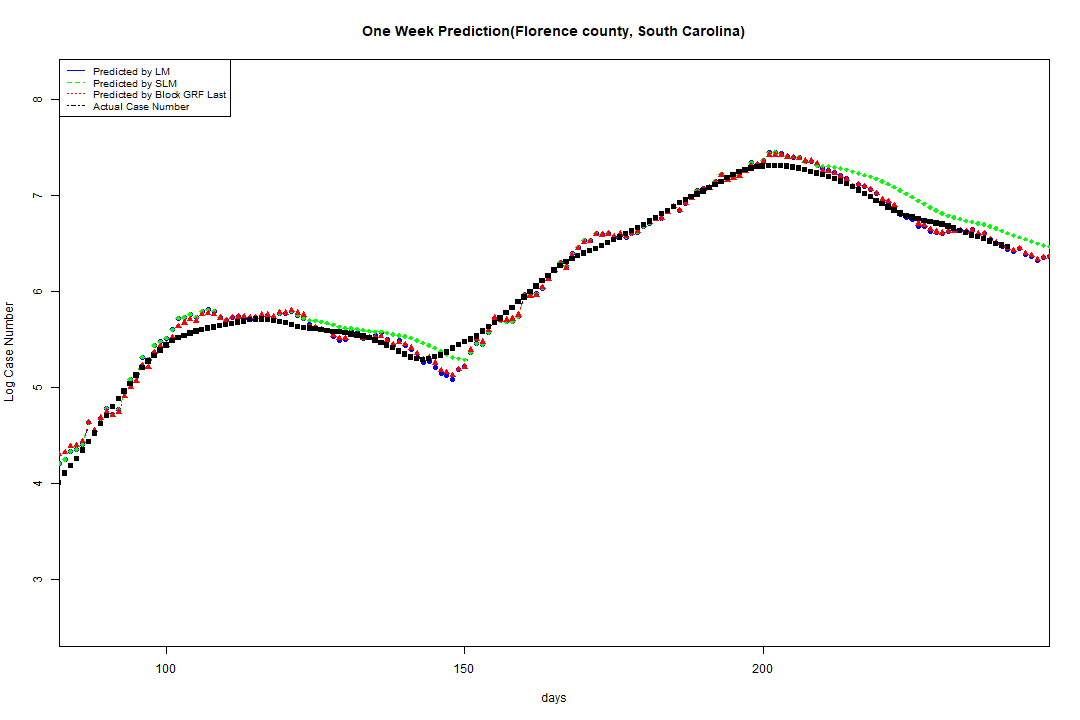 One Week Prediction(Florence county, South Carolina)
Predicted by LM
Predicted by SLM
Predicted by Block GRF Last
Actual Case Number
8
7
6
5
4
3
Log Case Number
100 150 200
days